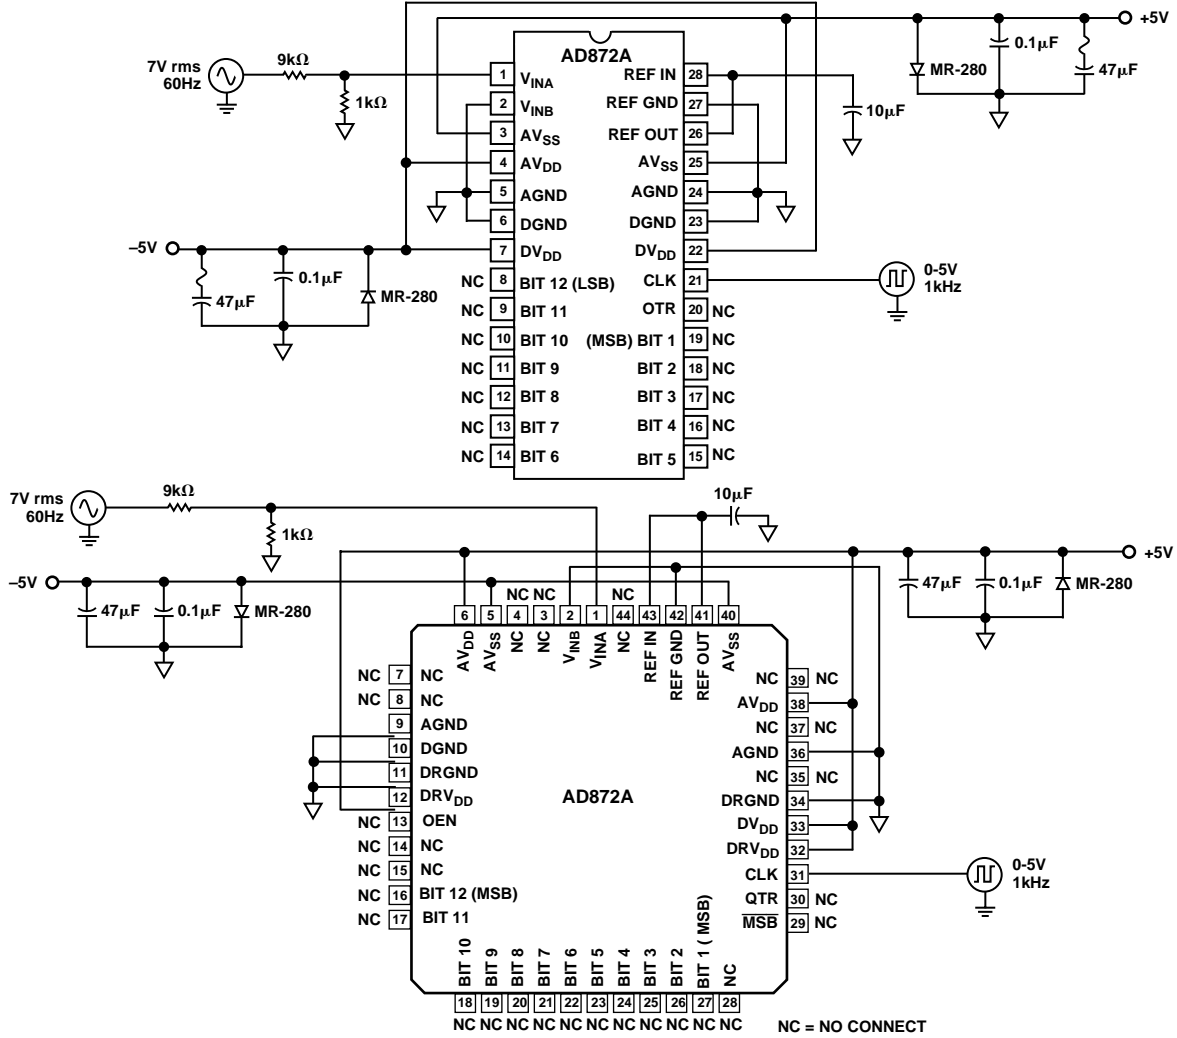 +5V
AD872A
7V rms
60Hz
9kΩ
1kΩ
0.1µF
MR-280
47µF
10µF
1 VINA
2 VINB
3 AVSS
4 AVDD
5 AGND
6 DGND
7 DVDD
NC 8 BIT 12 (LSB)
NC 9 BIT 11
NC 10 BIT 10
NC 11 BIT 9
NC 12 BIT 8
NC 13 BIT 7
NC 14 BIT 6
REF IN 28
REF GND 27
REF OUT 26
AVSS 25
AGND 24
DGND 23
DVDD 22
CLK 21
OTR 20 NC
(MSB) BIT 1 19 NC
BIT 2 18 NC
BIT 3 17 NC
BIT 4 16 NC
BIT 5 15 NC
–5V
47µF
0.1µF
MR-280
0-5V
1kHz
7V rms
60Hz
9kΩ
1kΩ
10µF
–5V
47µF
0.1µF
MR-280
+5V
47µF
0.1µF
MR-280
NC NC NC
6 5 4 3 2 1 44 43 42 41 40
AVDD
AVSS
NC
NC
VINB
VINA
NC
REF IN
REF GND
REF OUT
AVSS
NC 7 NC
NC 8 NC
9 AGND
10 DGND
11 DRGND
12 DRVDD
NC 13 OEN
NC 14 NC
NC 15 NC
NC 16 BIT 12 (MSB)
NC 17 BIT 11
AD872A
NC 39 NC
AVDD 38
NC 37 NC
AGND 36
NC 35 NC
DRGND 34
DVDD 33
DRVDD 32
CLK 31
QTR 30 NC
MSB 29 NC
0-5V
1kHz
BIT 10
BIT 9
BIT 8
BIT 7
BIT 6
BIT 5
BIT 4
BIT 3
BIT 2
BIT 1 ( MSB)
NC
18 19 20 21 22 23 24 25 26 27 28
NC NC NC NC NC NC NC NC NC NC NC
NC = NO CONNECT